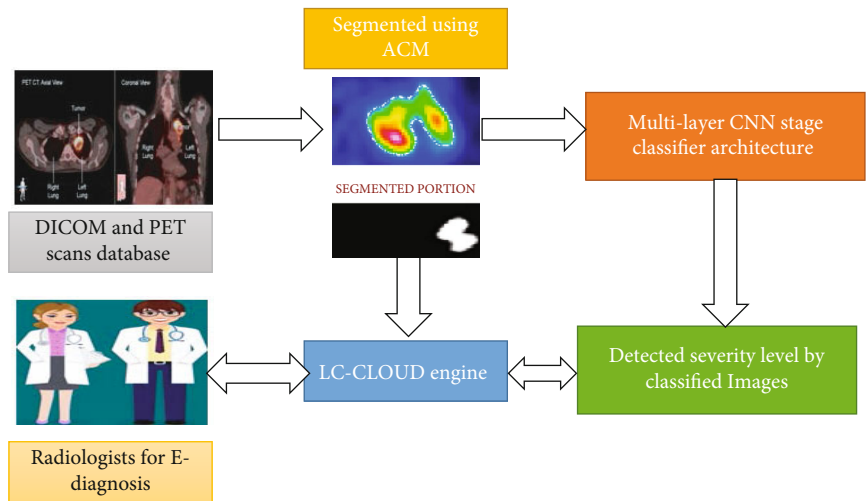 Segmented using
ACM
PET CT: Axial View
Coronal View
Tumor
Right
Lung
Left
Lung
Right
Lung
Left
Lung
Multi-layer CNN stage
classifier architecture
SEGMENTED PORTION
DICOM and PET
scans database
LC-CLOUD engine
Detected severity level by
classified Images
Radiologists for E-
diagnosis